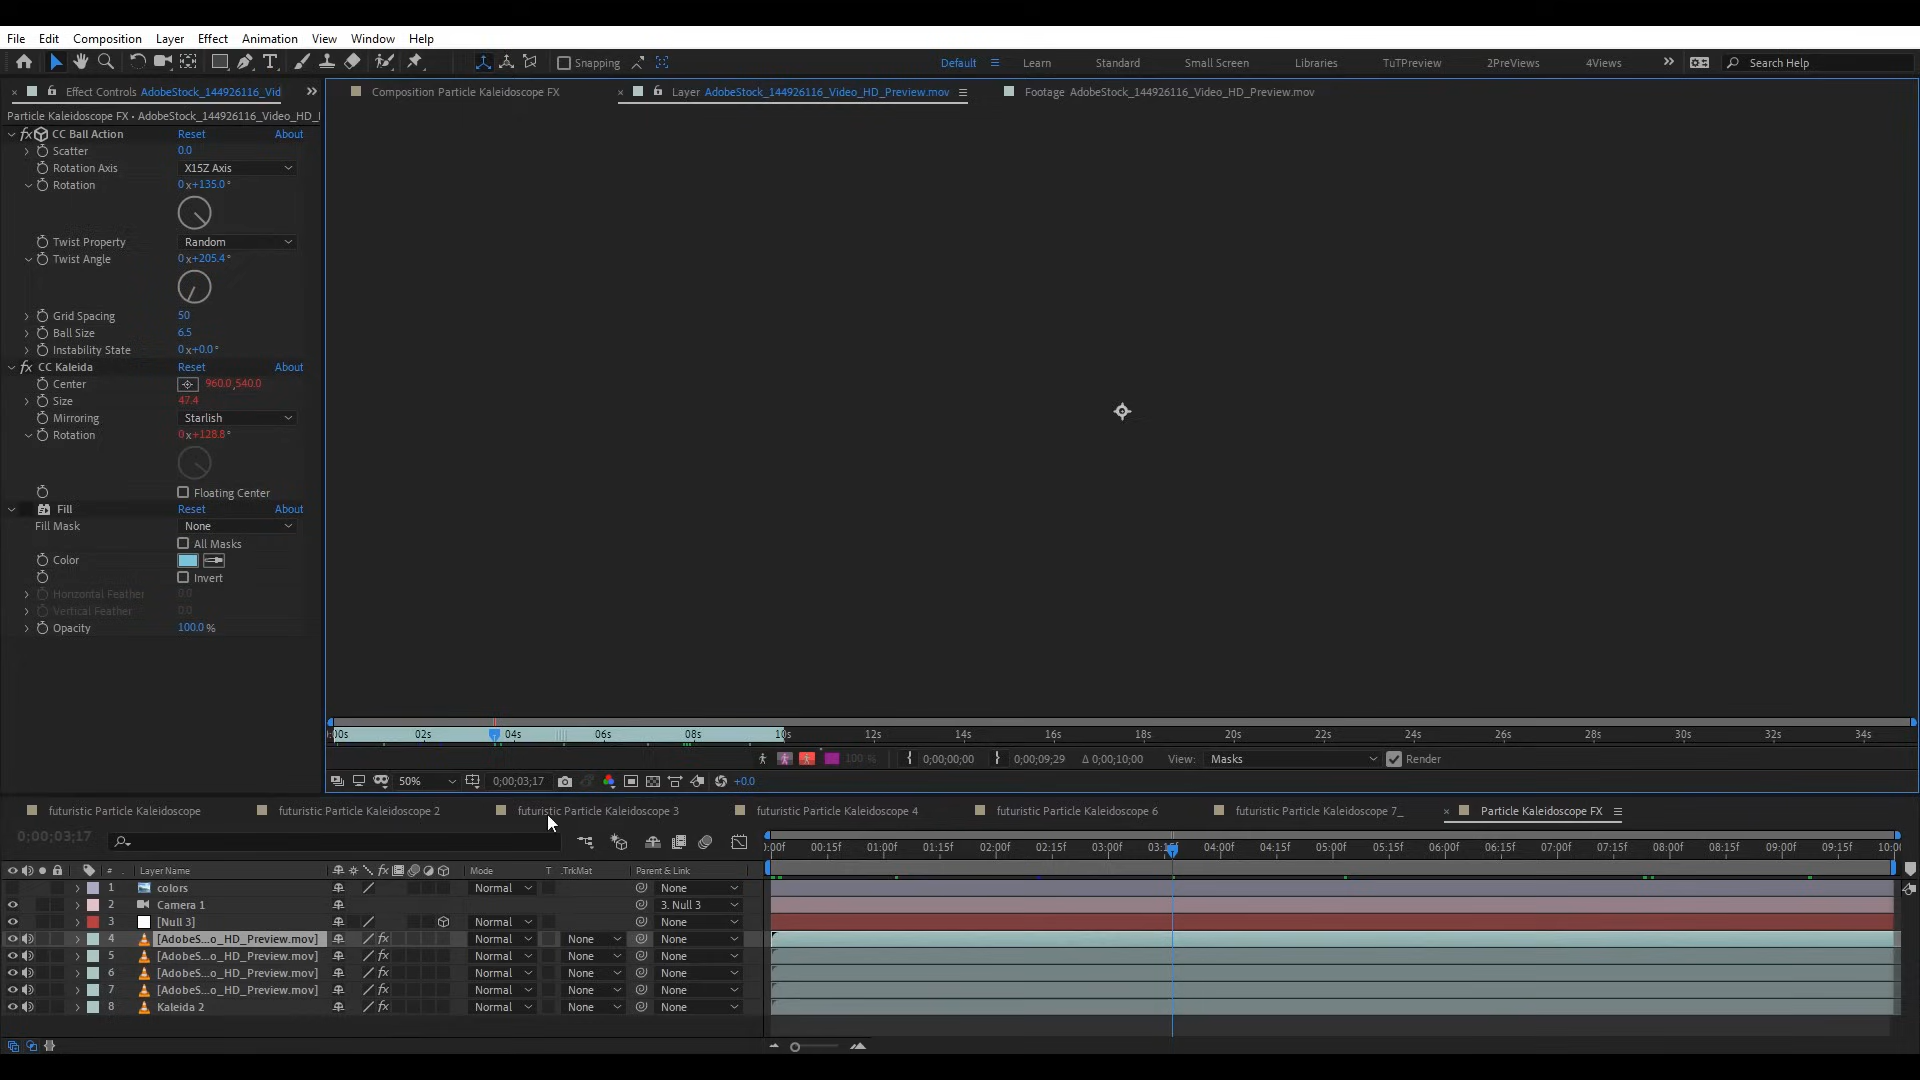 File Edit Composition Layer Effect Animation View Window Help
Snapping Default Learn Standard Small Screen Libraries TuTPreview 2PreViews 4Views Search Help
Effect Controls AdobeStock_144926116_Vid Composition Particle Kaleidoscope FX Layer AdobeStock_144926116_Video_HD_Preview.mov Footage AdobeStock_144926116_Video_HD_Preview.mov
Particle Kaleidoscope FX • AdobeStock_144926116_Video_HD_
CC Ball Action Reset About
Scatter 0.0
Rotation Axis X15Z Axis
Rotation 0x+135.0°
Twist Property Random
Twist Angle 0x+205.4°
Grid Spacing 50
Ball Size 6.5
Instability State 0x+0.0°
CC Kaleida Reset About
Center 960.0,540.0
Size 47.4
Mirroring Starlish
Rotation 0x+128.8°
Floating Center
Fill Reset About
Fill Mask None
All Masks
Color
Invert
Horizontal Feather 0.0
Vertical Feather 0.0
Opacity 100.0 %
:00s 02s 04s 06s 08s 10s 12s 14s 16s 18s 20s 22s 24s 26s 28s 30s 32s 34s
100 % 0;00;00;00 0;00;09;29 Δ 0;00;10;00 View: Masks Render
50% 0;00;03;17 +0.0
futuristic Particle Kaleidoscope futuristic Particle Kaleidoscope 2 futuristic Particle Kaleidoscope 3 futuristic Particle Kaleidoscope 4 futuristic Particle Kaleidoscope 6 futuristic Particle Kaleidoscope 7_ Particle Kaleidoscope FX
0;00;03;17
:00f 00:15f 01:00f 01:15f 02:00f 02:15f 03:00f 03:15f 04:00f 04:15f 05:00f 05:15f 06:00f 06:15f 07:00f 07:15f 08:00f 08:15f 09:00f 09:15f 10:00
# Layer Name Mode T .TrkMat Parent & Link
1 colors Normal None
2 Camera 1 3. Null 3
3 [Null 3] Normal None
4 [AdobeS...o_HD_Preview.mov] Normal None None
5 [AdobeS...o_HD_Preview.mov] Normal None None
6 [AdobeS...o_HD_Preview.mov] Normal None None
7 [AdobeS...o_HD_Preview.mov] Normal None None
8 Kaleida 2 Normal None None